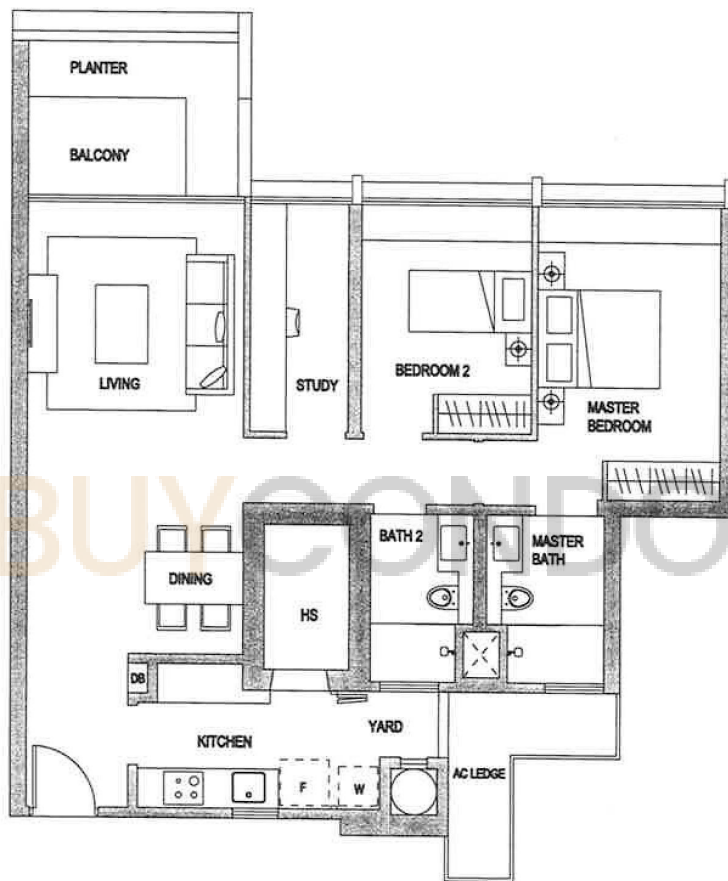 PLANTER
BALCONY
LIVING
STUDY
BEDROOM 2
MASTER
BEDROOM
BUYCONDO
BATH 2
MASTER
BATH
DINING
HS
DB
KITCHEN
YARD
F
W
AC LEDGE